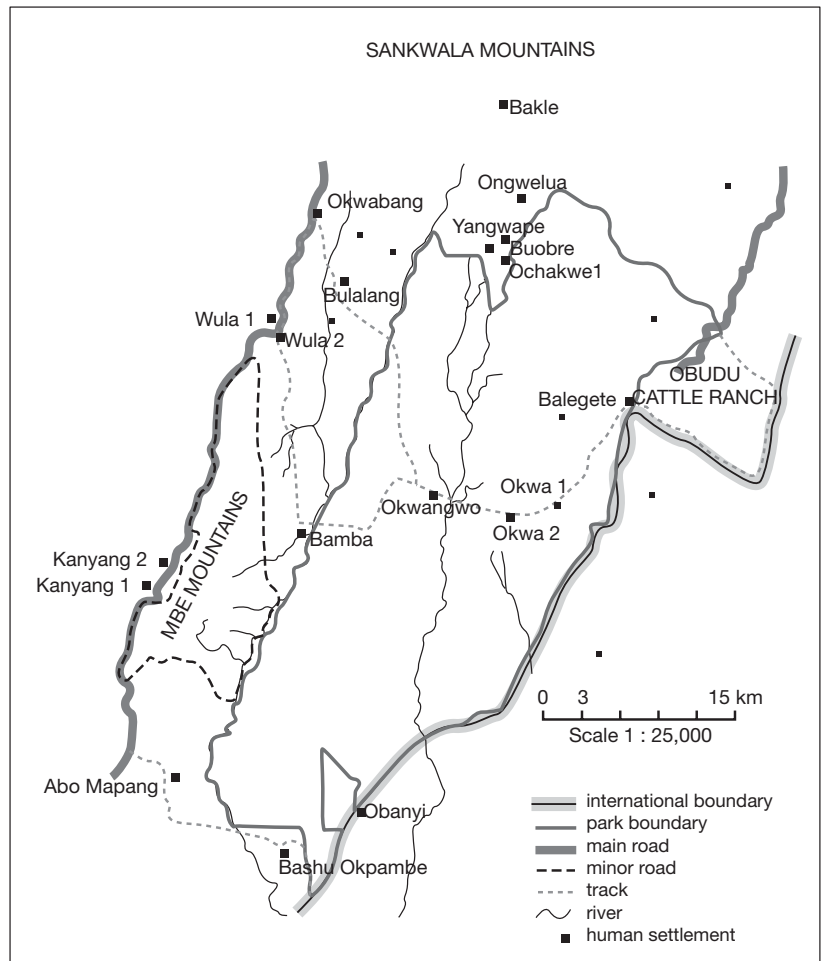 SANKWALA MOUNTAINS
Bakle
Ongwelua
Okwabang
Yangwape
Buobre
Ochakwe1
Bulalang
Wula 1
Wula 2
OBUDU
CATTLE RANCH
Balegete
Okwangwo
Okwa 1
Okwa 2
Bamba
MBE MOUNTAINS
Kanyang 2
Kanyang 1
0 3 15 km
Scale 1 : 25,000
Abo Mapang
Obanyi
Bashu Okpambe
international boundary
park boundary
main road
minor road
track
river
human settlement